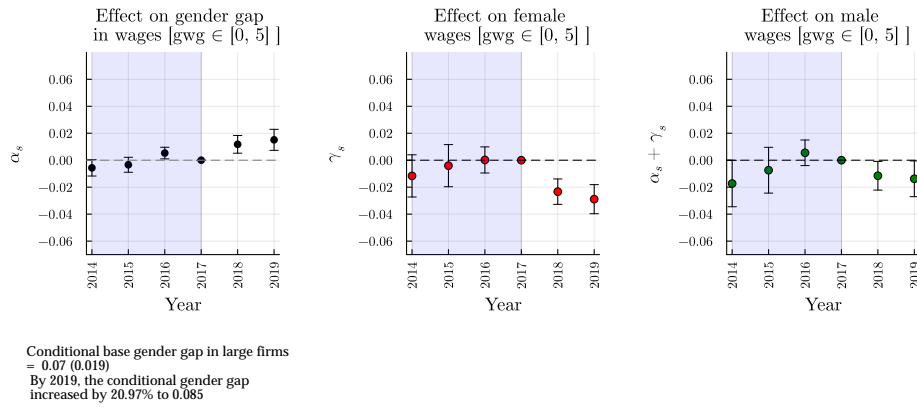 Effect on gender gap
in wages [gwg ∈ [0, 5] ]
0.06
0.04
0.02
0.00
−0.02
−0.04
−0.06
α_s
2014
2015
2016
2017
2018
2019
Year
Effect on female
wages [gwg ∈ [0, 5] ]
0.06
0.04
0.02
0.00
−0.02
−0.04
−0.06
γ_s
2014
2015
2016
2017
2018
2019
Year
Effect on male
wages [gwg ∈ [0, 5] ]
0.06
0.04
0.02
0.00
−0.02
−0.04
−0.06
α_s + γ_s
2014
2015
2016
2017
2018
2019
Year
Conditional base gender gap in large firms
= 0.07 (0.019)
By 2019, the conditional gender gap
increased by 20.97% to 0.085